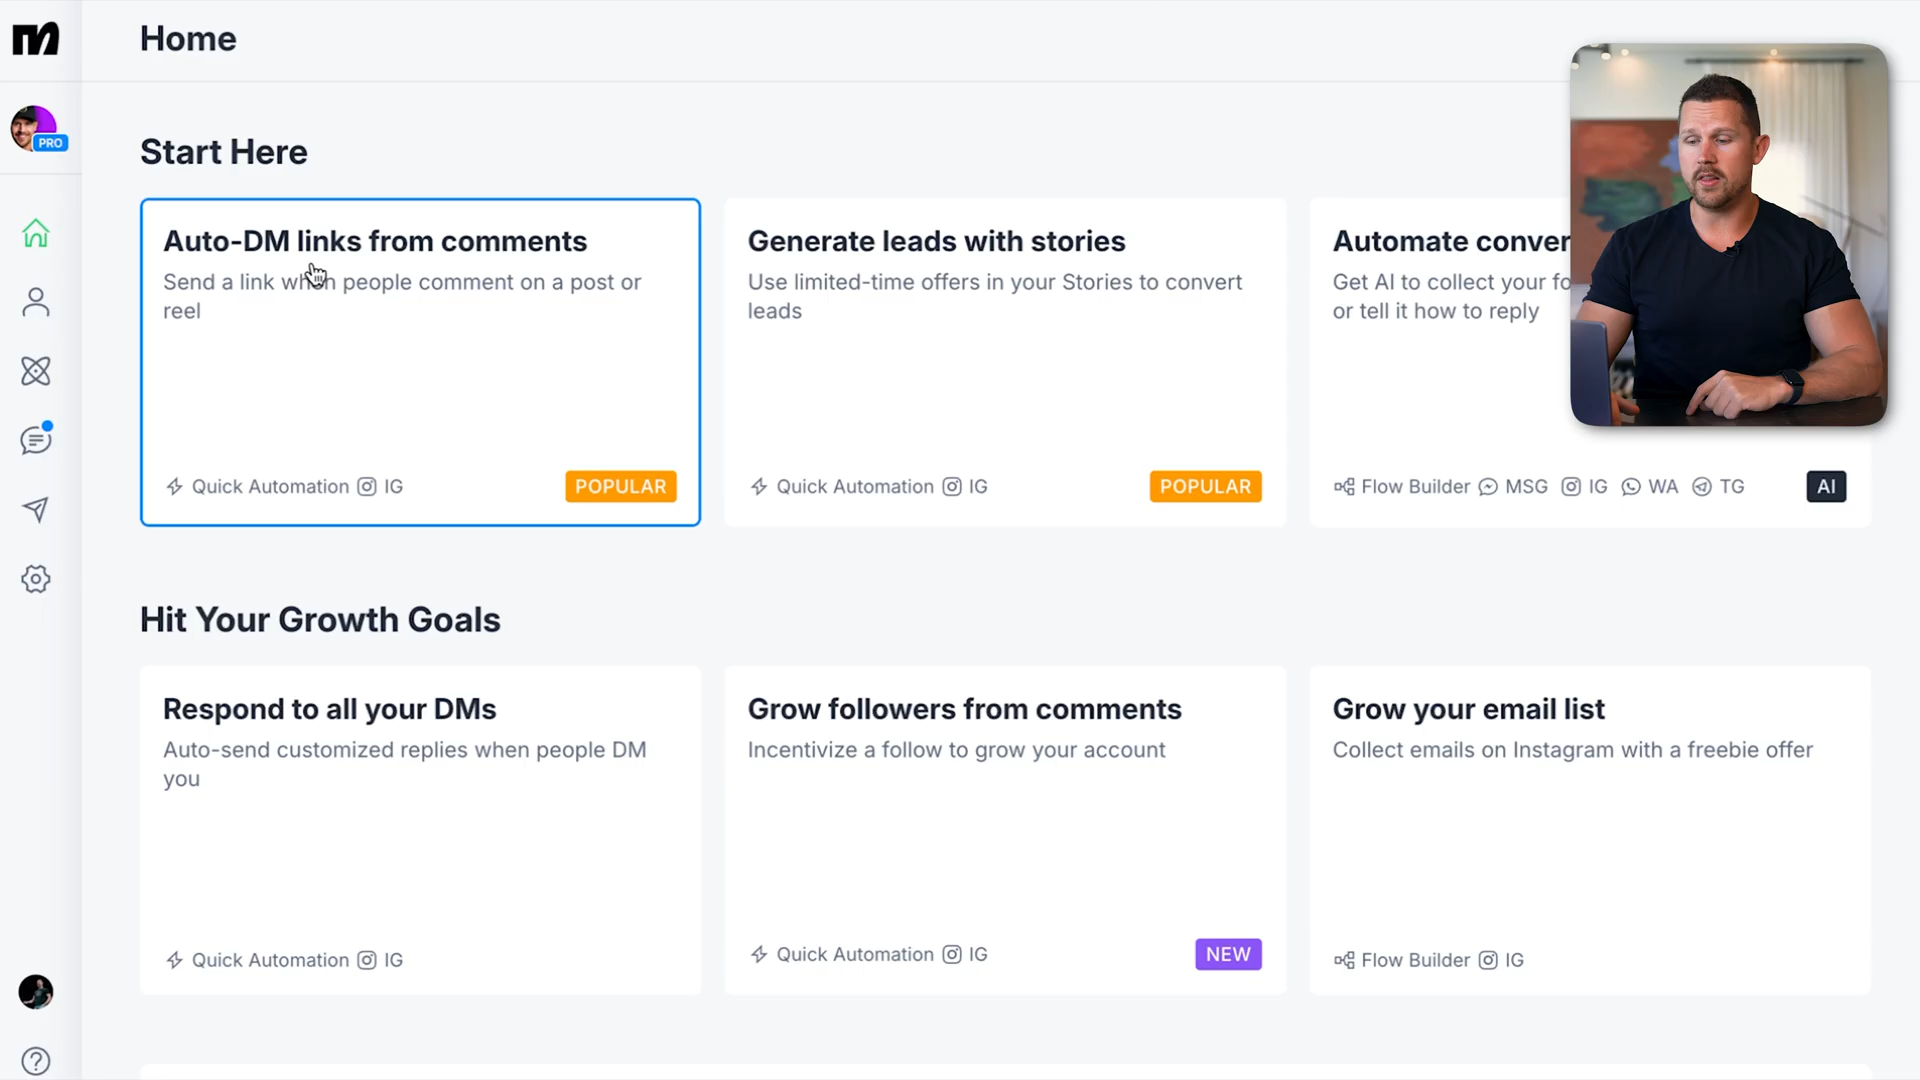 Home
PRO
Start Here
Auto-DM links from comments
Send a link when people comment on a post or
reel
Quick Automation IG
POPULAR
Generate leads with stories
Use limited-time offers in your Stories to convert
leads
Quick Automation IG
POPULAR
Automate conver
Get AI to collect your fo
or tell it how to reply
Flow Builder MSG IG WA TG
AI
Hit Your Growth Goals
Respond to all your DMs
Auto-send customized replies when people DM
you
Quick Automation IG
Grow followers from comments
Incentivize a follow to grow your account
Quick Automation IG
NEW
Grow your email list
Collect emails on Instagram with a freebie offer
Flow Builder IG